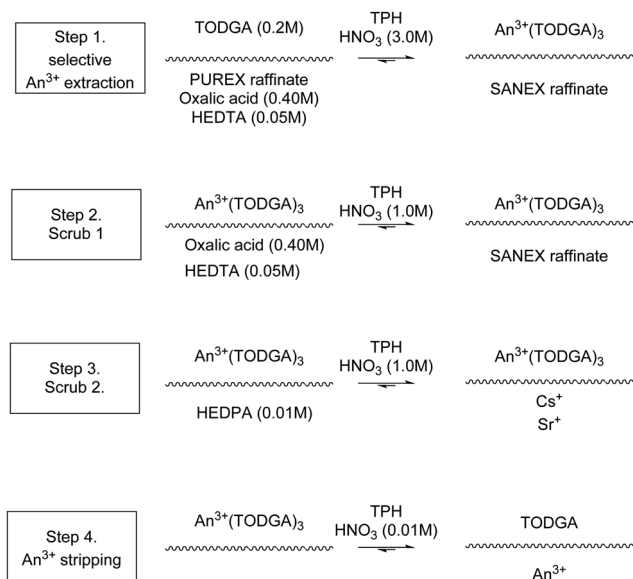 Step 1.
selective
An³⁺ extraction
TODGA (0.2M)
PUREX raffinate
Oxalic acid (0.40M)
HEDTA (0.05M)
TPH
HNO₃ (3.0M)
An³⁺(TODGA)₃
SANEX raffinate
Step 2.
Scrub 1
An³⁺(TODGA)₃
Oxalic acid (0.40M)
HEDTA (0.05M)
TPH
HNO₃ (1.0M)
An³⁺(TODGA)₃
SANEX raffinate
Step 3.
Scrub 2.
An³⁺(TODGA)₃
HEDPA (0.01M)
TPH
HNO₃ (1.0M)
An³⁺(TODGA)₃
Cs⁺
Sr⁺
Step 4.
An³⁺ stripping
An³⁺(TODGA)₃
TPH
HNO₃ (0.01M)
TODGA
An³⁺